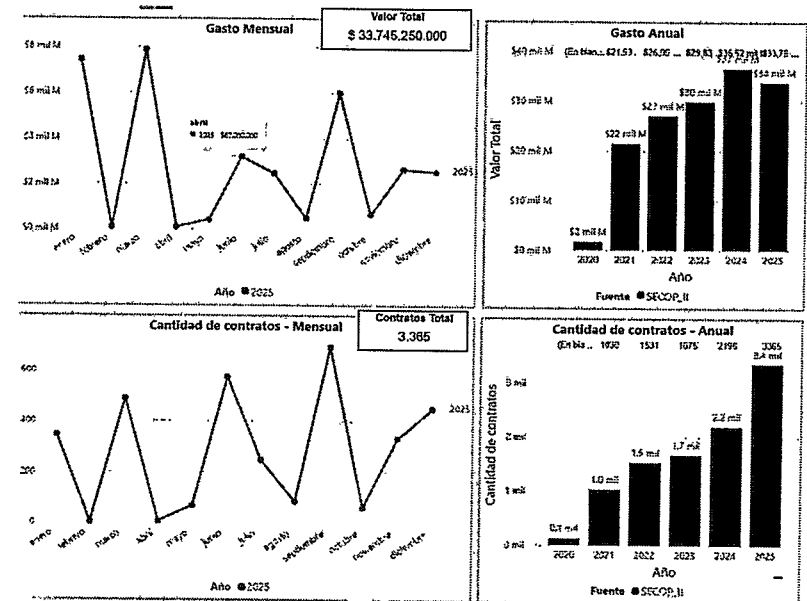 Gasto Mensual
Valor Total
$ 33.745.250.000
$8 mil M
$6 mil M
$2 mil M
$0 mil M
abril
2025
enero
febrero
marzo
abril
mayo
junio
julio
agosto
septiembre
octubre
noviembre
diciembre
Año 2025
Gasto Anual
$21,53
Valor Total
$20 mil M
$10 mil M
$0 mil M
$2 mil M
$22 mil M
$27 mil M
$30 mil M
$34 mil M
2020
2021
2022
2023
2024
2025
Año
Fuente SECOP_II
Cantidad de contratos - Mensual
Contratos Total
3.365
600
400
200
0
2025
enero
febrero
marzo
abril
mayo
junio
julio
agosto
septiembre
octubre
noviembre
diciembre
Año 2025
Cantidad de contratos - Anual
1531
1675
2196
3365
Cantidad de contratos
3 mil
2 mil
1 mil
0 mil
0,1 mil
1.0 mil
1.5 mil
1.7 mil
2.2 mil
3.4 mil
2020
2021
2022
2023
2024
2025
Año
Fuente SECOP_II